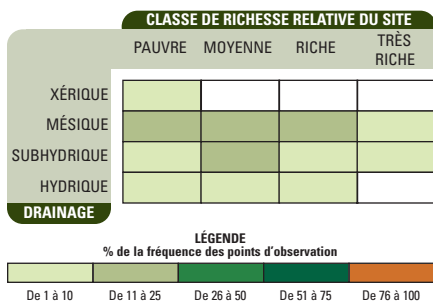 CLASSE DE RICHESSE RELATIVE DU SITE
PAUVRE MOYENNE RICHE TRÈS RICHE
XÉRIQUE
MÉSIQUE
SUBHYDRIQUE
HYDRIQUE
DRAINAGE
LÉGENDE
% de la fréquence des points d'observation
De 1 à 10 De 11 à 25 De 26 à 50 De 51 à 75 De 76 à 100